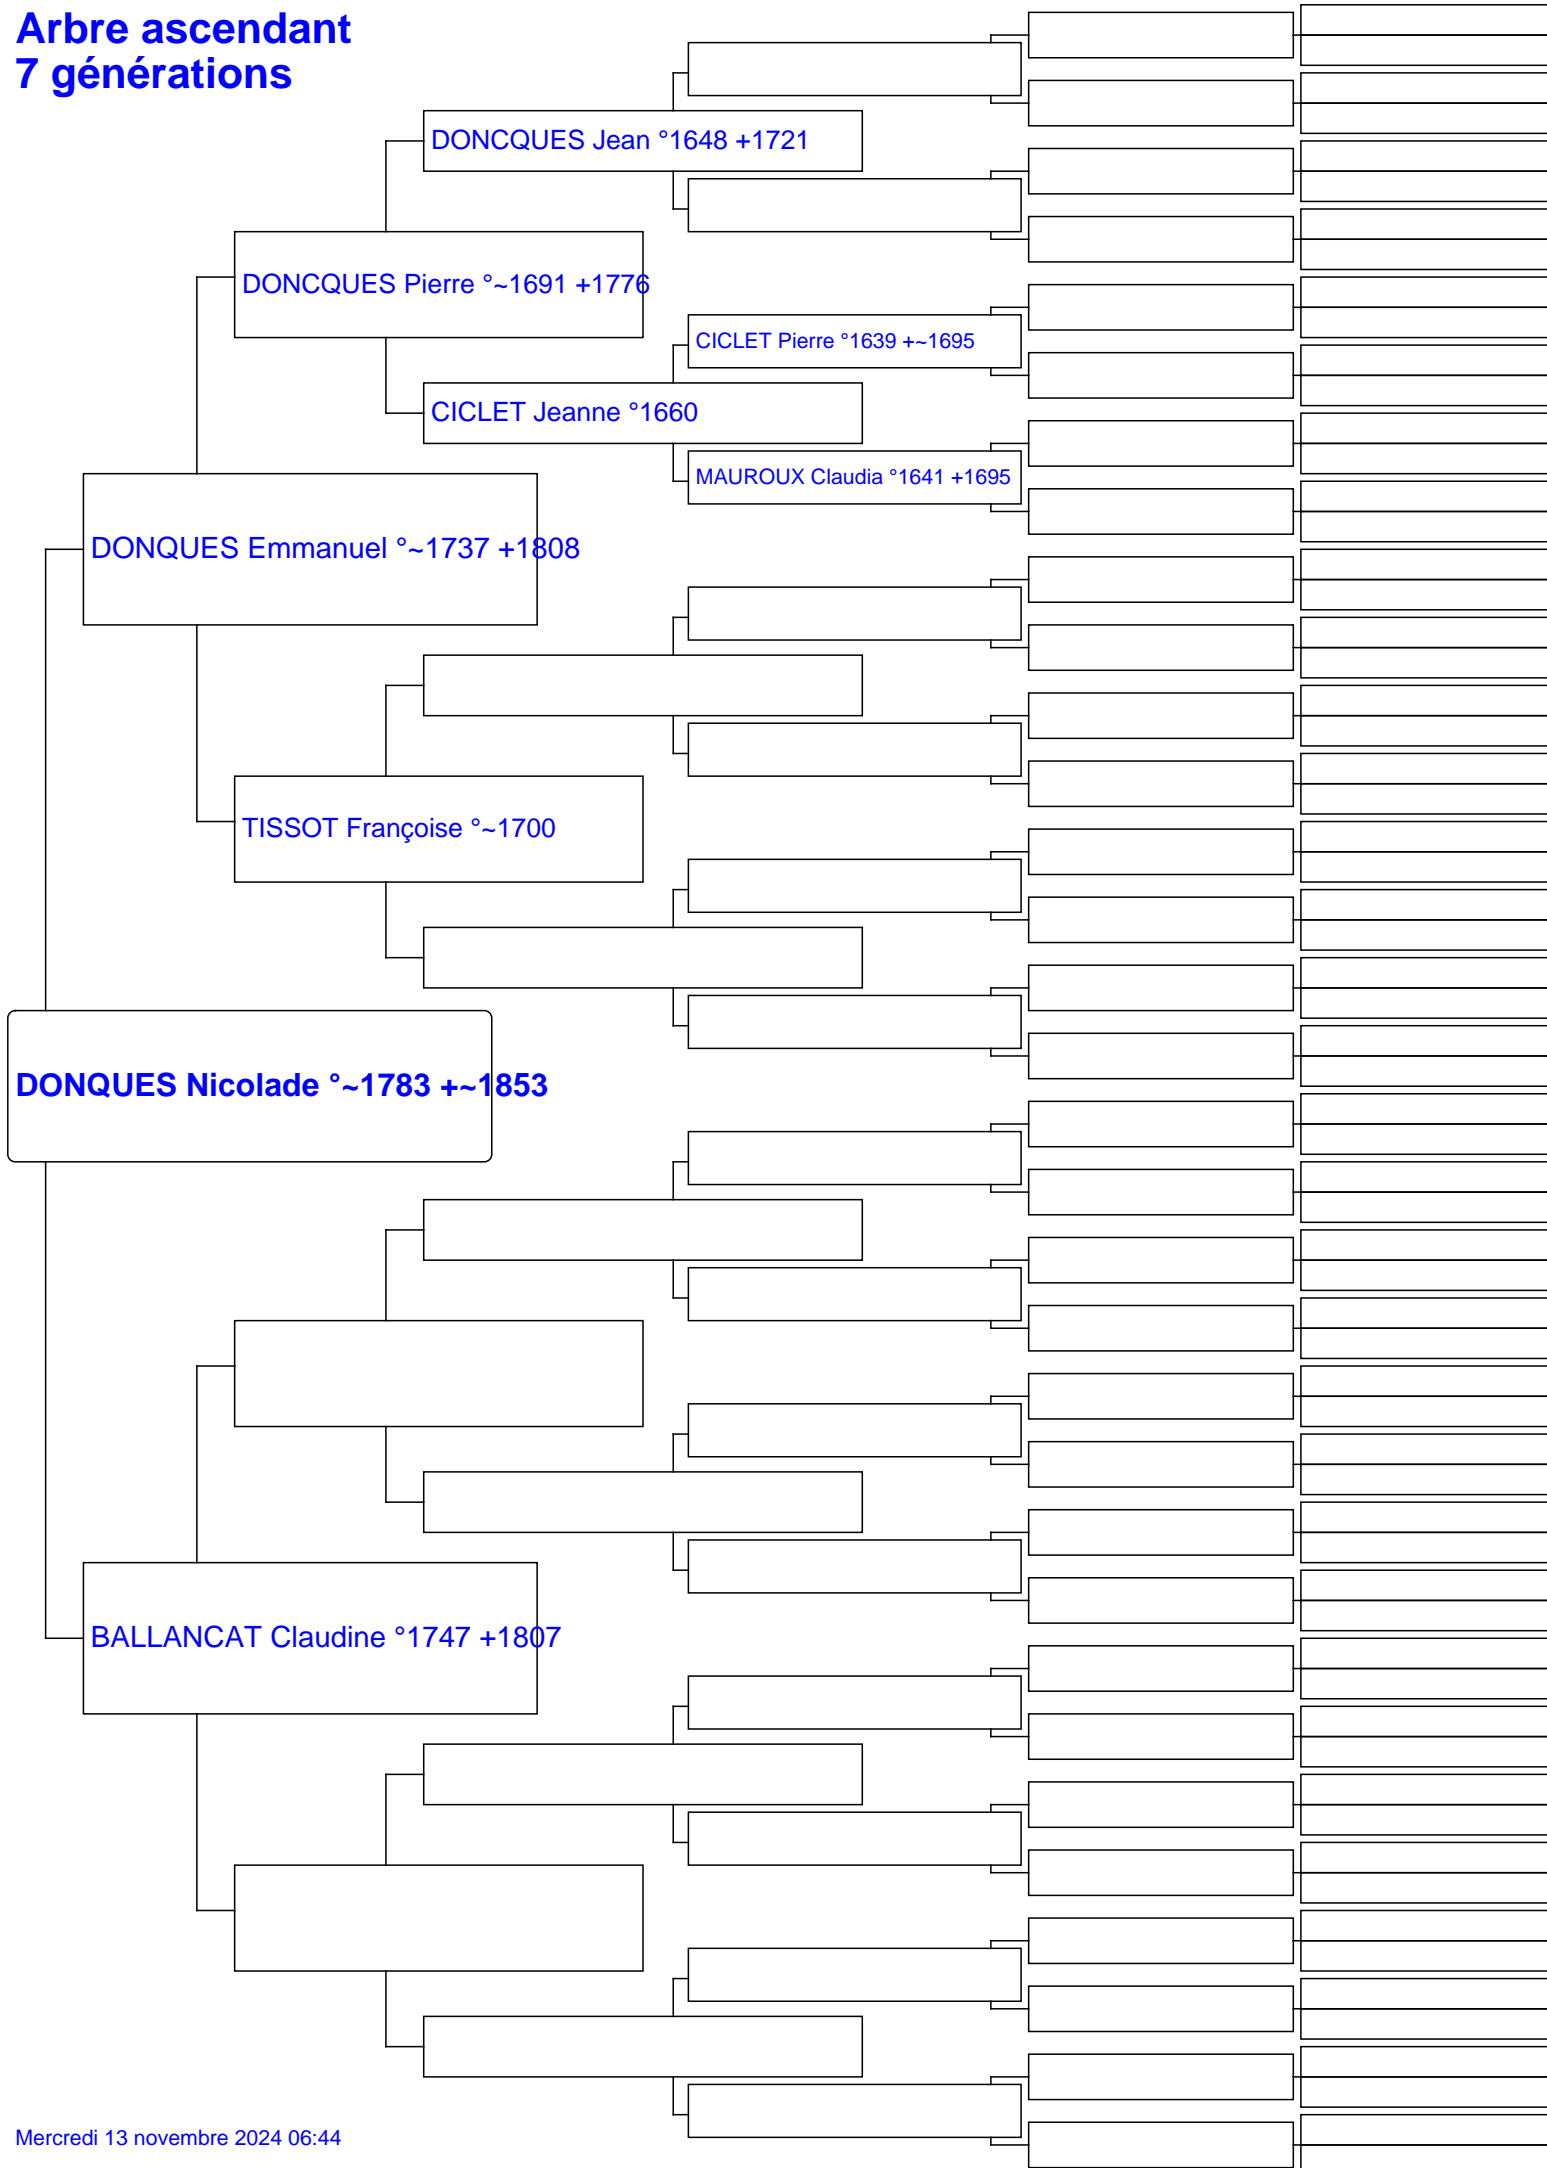 Arbre ascendant
7 générations
DONCQUES Jean °1648 +1721
DONCQUES Pierre °~1691 +1776
CICLET Pierre °1639 +~1695
CICLET Jeanne °1660
MAUROUX Claudia °1641 +1695
DONQUES Emmanuel °~1737 +1808
TISSOT Françoise °~1700
DONQUES Nicolade °~1783 +~1853
BALLANCAT Claudine °1747 +1807
Mercredi 13 novembre 2024 06:44